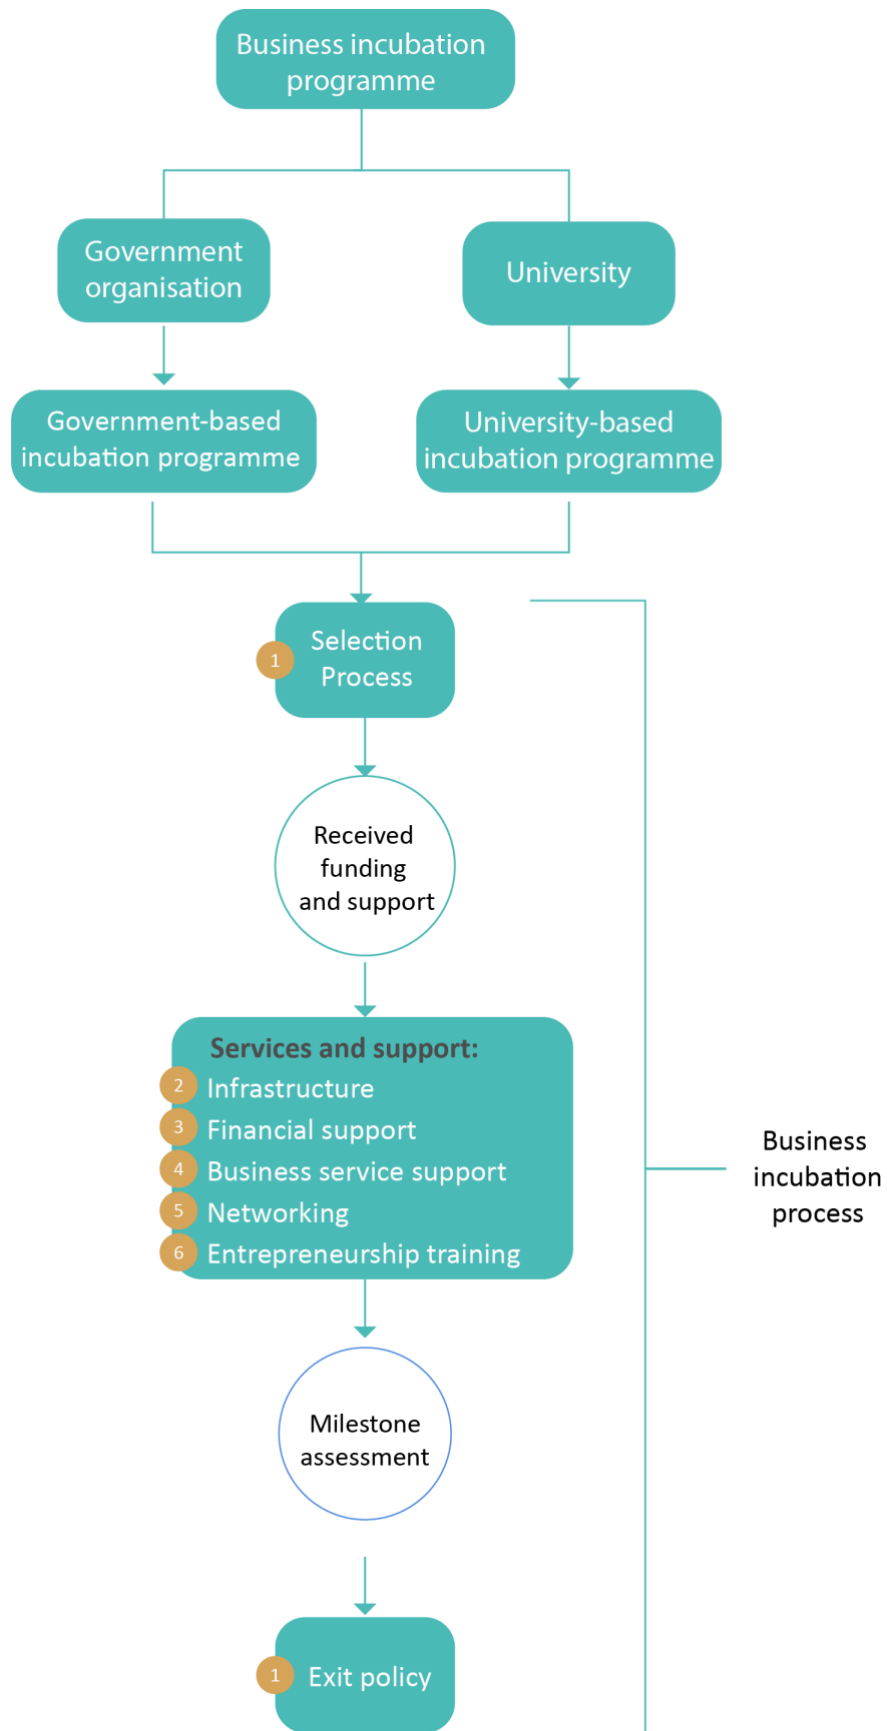 Business incubation
programme
Government
organisation
University
Government-based
incubation programme
University-based
incubation programme
1
Selection
Process
Received
funding
and support
Services and support:
2 Infrastructure
3 Financial support
4 Business service support
5 Networking
6 Entrepreneurship training
Business
incubation
process
Milestone
assessment
1 Exit policy